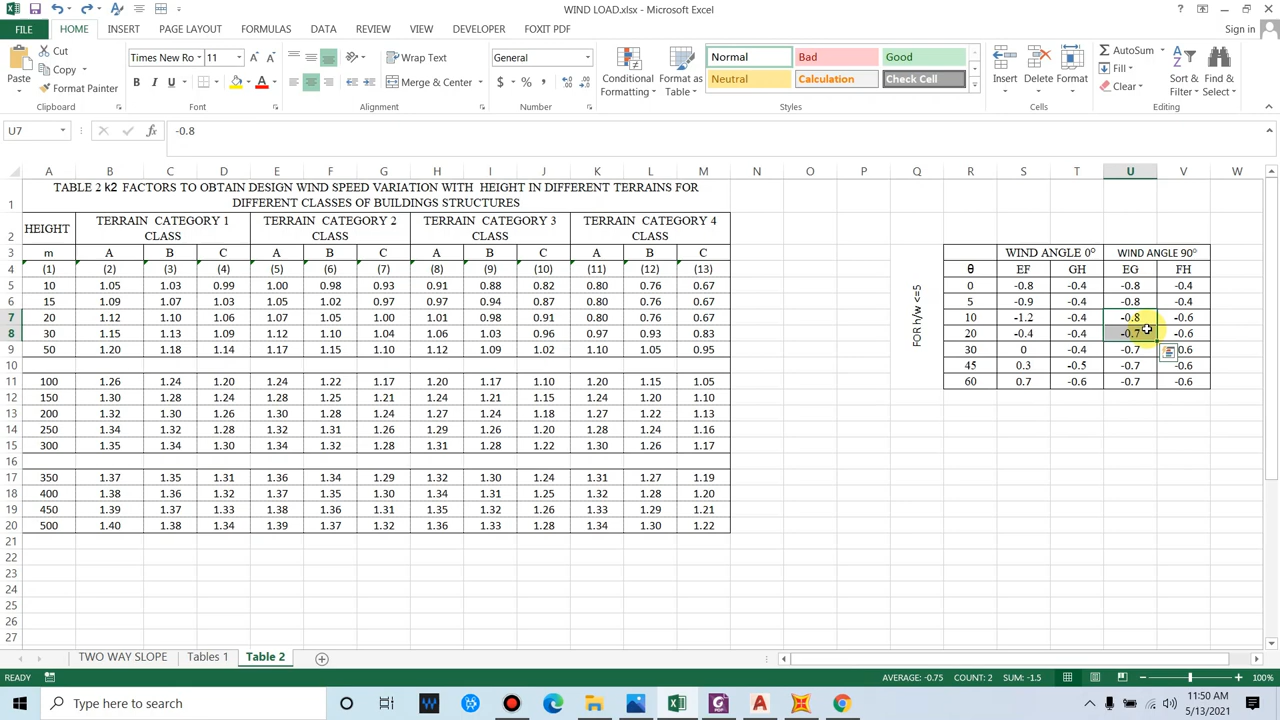 WIND LOAD.xlsx - Microsoft Excel
Sign in
FILE HOME INSERT PAGE LAYOUT FORMULAS DATA REVIEW VIEW DEVELOPER FOXIT PDF
Paste
Cut
Copy
Format Painter
Clipboard
Times New Ro 11
B I U
Font
Wrap Text
Merge & Center
Alignment
General
$ % ,
Number
Conditional Formatting
Format as Table
Normal Bad Good
Neutral Calculation Check Cell
Styles
Insert Delete Format
Cells
AutoSum
Fill
Clear
Sort & Filter
Find & Select
Editing
U7 fx -0.8
A B C D E F G H I J K L M N O P Q R S T U V W
1 TABLE 2 k2 FACTORS TO OBTAIN DESIGN WIND SPEED VARIATION WITH HEIGHT IN DIFFERENT TERRAINS FOR
DIFFERENT CLASSES OF BUILDINGS STRUCTURES
2 HEIGHT TERRAIN CATEGORY 1 CLASS TERRAIN CATEGORY 2 CLASS TERRAIN CATEGORY 3 CLASS TERRAIN CATEGORY 4 CLASS
3 m A B C A B C A B C A B C WIND ANGLE 0° WIND ANGLE 90°
4 (1) (2) (3) (4) (5) (6) (7) (8) (9) (10) (11) (12) (13) θ EF GH EG FH
5 10 1.05 1.03 0.99 1.00 0.98 0.93 0.91 0.88 0.82 0.80 0.76 0.67 0 -0.8 -0.4 -0.8 -0.4
6 15 1.09 1.07 1.03 1.05 1.02 0.97 0.97 0.94 0.87 0.80 0.76 0.67 5 -0.9 -0.4 -0.8 -0.4
7 20 1.12 1.10 1.06 1.07 1.05 1.00 1.01 0.98 0.91 0.80 0.76 0.67 10 -1.2 -0.4 -0.8 -0.6
8 30 1.15 1.13 1.09 1.12 1.10 1.04 1.06 1.03 0.96 0.97 0.93 0.83 20 -0.4 -0.4 -0.7 -0.6
9 50 1.20 1.18 1.14 1.17 1.15 1.10 1.12 1.09 1.02 1.10 1.05 0.95 30 0 -0.4 -0.7 0.6
10 45 0.3 -0.5 -0.7 -0.6
11 100 1.26 1.24 1.20 1.24 1.22 1.17 1.20 1.17 1.10 1.20 1.15 1.05 60 0.7 -0.6 -0.7 -0.6
FOR h/w <=5
12 150 1.30 1.28 1.24 1.28 1.25 1.21 1.24 1.21 1.15 1.24 1.20 1.10
13 200 1.32 1.30 1.26 1.30 1.28 1.24 1.27 1.24 1.18 1.27 1.22 1.13
14 250 1.34 1.32 1.28 1.32 1.31 1.26 1.29 1.26 1.20 1.28 1.24 1.16
15 300 1.35 1.34 1.30 1.34 1.32 1.28 1.31 1.28 1.22 1.30 1.26 1.17
16
17 350 1.37 1.35 1.31 1.36 1.34 1.29 1.32 1.30 1.24 1.31 1.27 1.19
18 400 1.38 1.36 1.32 1.37 1.35 1.30 1.34 1.31 1.25 1.32 1.28 1.20
19 450 1.39 1.37 1.33 1.38 1.36 1.31 1.35 1.32 1.26 1.33 1.29 1.21
20 500 1.40 1.38 1.34 1.39 1.37 1.32 1.36 1.33 1.28 1.34 1.30 1.22
21
22
23
24
25
26
27
TWO WAY SLOPE Tables 1 Table 2
READY AVERAGE: -0.75 COUNT: 2 SUM: -1.5 100%
Type here to search
11:50 AM
5/13/2021